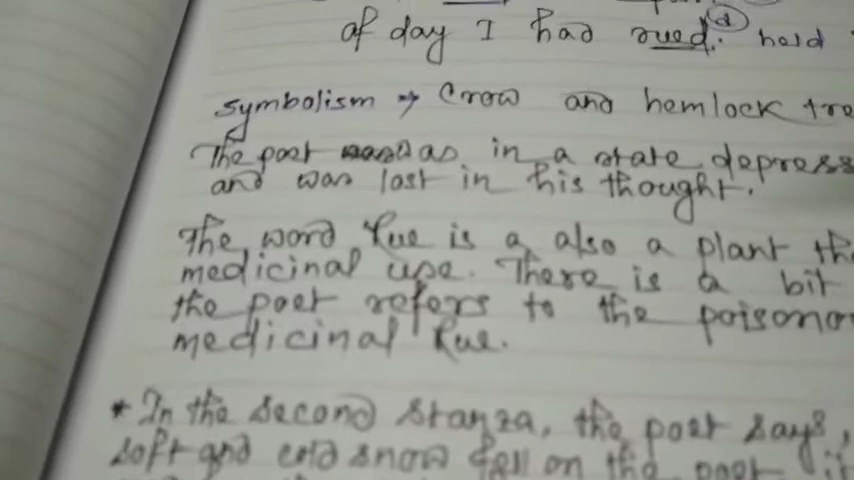 of day I had rued. held
symbolism → Crow and hemlock tre
The poet was in a state depress
and was lost in his thought.
The word Rue is a also a plant th
medicinal use. There is a bit
the poet refers to the poisono
medicinal Rue.
* In the second stanza, the poet says,
soft and cold snow fell on the poet, it